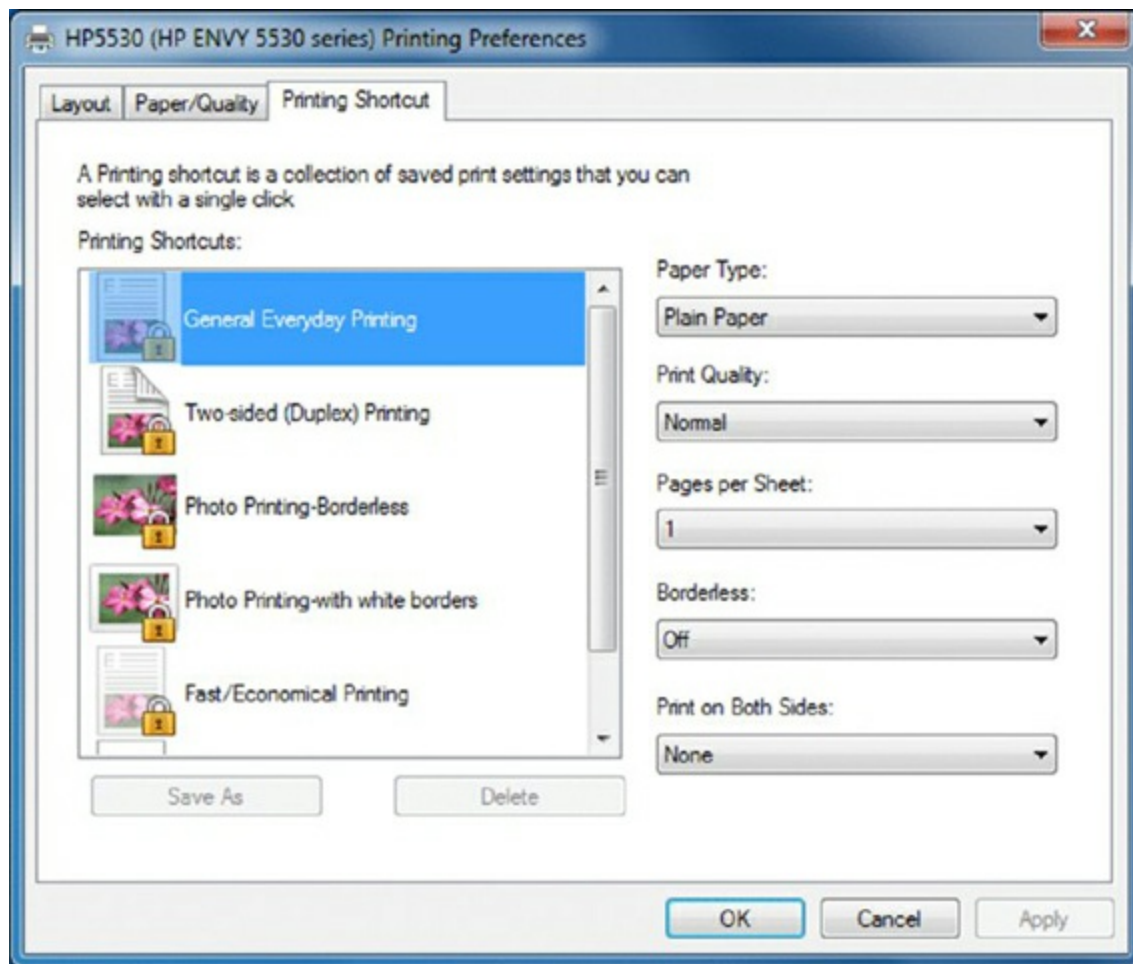 HP5530 (HP ENVY 5530 series) Printing Preferences
Layout
Paper/Quality
Printing Shortcut
A Printing shortcut is a collection of saved print settings that you can
select with a single click
Printing Shortcuts:
General Everyday Printing
Two-sided (Duplex) Printing
Photo Printing-Borderless
Photo Printing-with white borders
Fast/Economical Printing
Save As
Delete
Paper Type:
Plain Paper
Print Quality:
Normal
Pages per Sheet:
1
Borderless:
Off
Print on Both Sides:
None
OK
Cancel
Apply